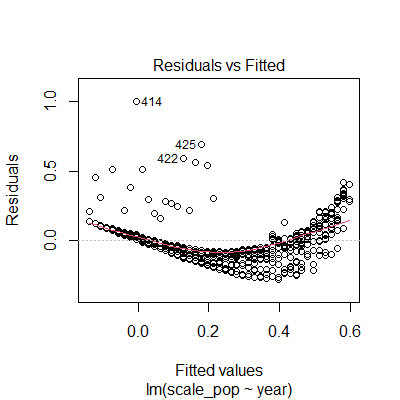 Residuals vs Fitted
Residuals
1.0
0.5
0.0
414
425
422
0.0 0.2 0.4 0.6
Fitted values
lm(scale_pop ~ year)